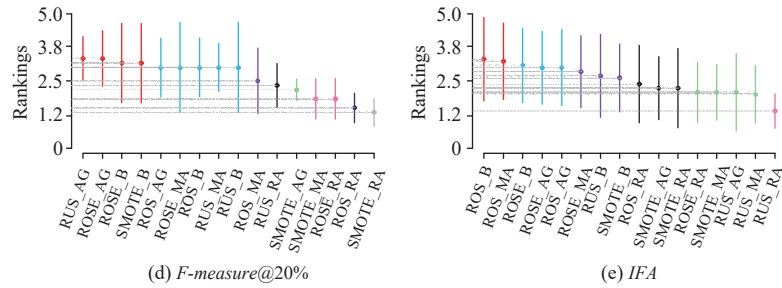 Rankings
5.0
3.8
2.5
1.2
0
RUS_AG
ROSE_AG
ROSE_B
SMOTE_B
ROS_AG
ROSE_MA
ROS_B
RUS_MA
RUS_B
ROS_MA
RUS_RA
SMOTE_AG
SMOTE_MA
ROSE_RA
ROS_RA
SMOTE_RA
(d) F-measure@20%
Rankings
5.0
3.8
2.5
1.2
0
ROS_B
ROS_MA
ROSE_B
ROSE_AG
ROS_AG
ROSE_MA
RUS_B
SMOTE_B
ROS_RA
SMOTE_AG
SMOTE_RA
ROSE_RA
SMOTE_MA
RUS_AG
RUS_MA
RUS_RA
(e) IFA